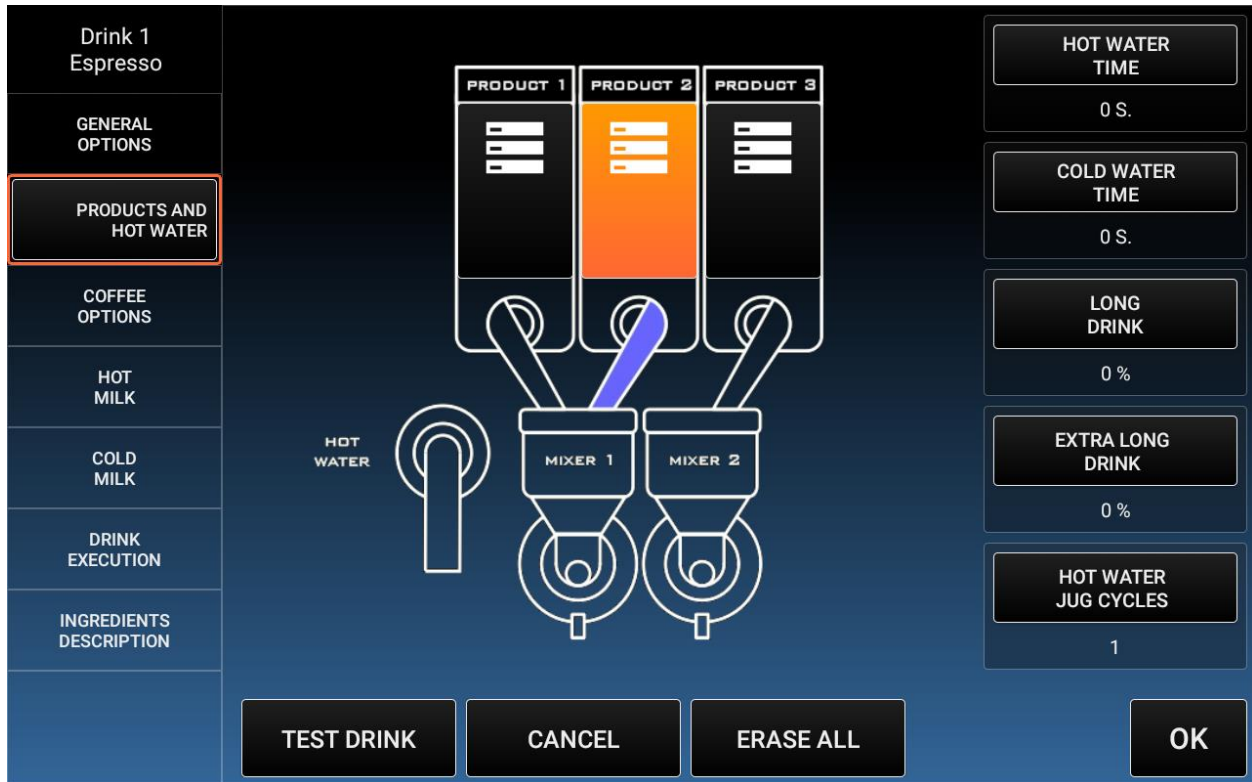 Drink 1
Espresso
GENERAL
OPTIONS
PRODUCTS AND
HOT WATER
COFFEE
OPTIONS
HOT
MILK
COLD
MILK
DRINK
EXECUTION
INGREDIENTS
DESCRIPTION
PRODUCT 1
PRODUCT 2
PRODUCT 3
HOT
WATER
MIXER 1
MIXER 2
HOT WATER
TIME
0 S.
COLD WATER
TIME
0 S.
LONG
DRINK
0 %
EXTRA LONG
DRINK
0 %
HOT WATER
JUG CYCLES
1
TEST DRINK
CANCEL
ERASE ALL
OK